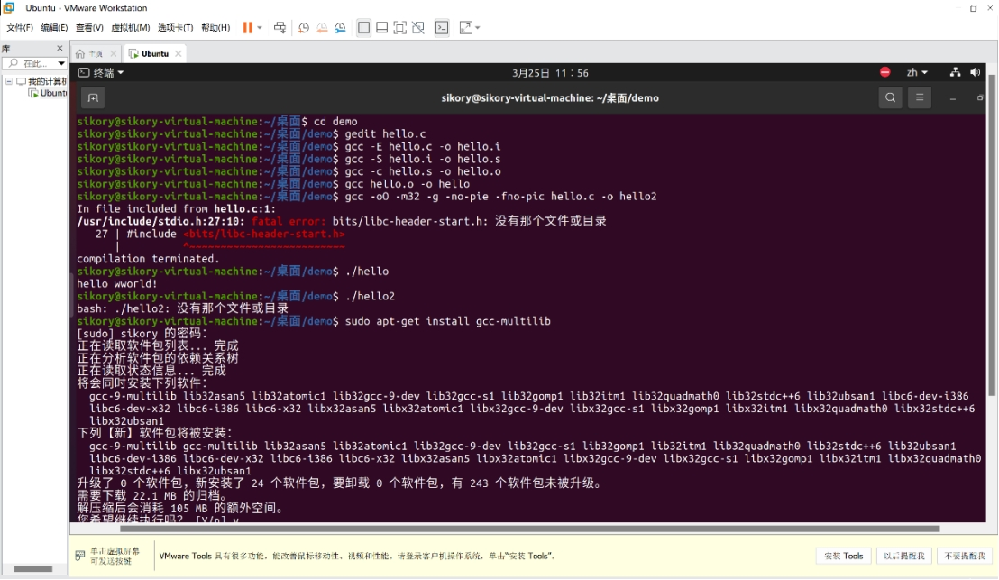 Ubuntu - VMware Workstation
文件(F) 编辑(E) 查看(V) 虚拟机(M) 选项卡(T) 帮助(H)
库
在此...
主页
Ubuntu
我的计算机
Ubuntu
终端
3月25日 11：56
zh
sikory@sikory-virtual-machine: ~/桌面/demo
sikory@sikory-virtual-machine:~/桌面$ cd demo
sikory@sikory-virtual-machine:~/桌面/demo$ gedit hello.c
sikory@sikory-virtual-machine:~/桌面/demo$ gcc -E hello.c -o hello.i
sikory@sikory-virtual-machine:~/桌面/demo$ gcc -S hello.i -o hello.s
sikory@sikory-virtual-machine:~/桌面/demo$ gcc -c hello.s -o hello.o
sikory@sikory-virtual-machine:~/桌面/demo$ gcc hello.o -o hello
sikory@sikory-virtual-machine:~/桌面/demo$ gcc -oO -m32 -g -no-pie -fno-pic hello.c -o hello2
In file included from hello.c:1:
/usr/include/stdio.h:27:10: fatal error: bits/libc-header-start.h: 没有那个文件或目录
27 | #include <bits/libc-header-start.h>
| ^~~~~~~~~~~~~~~~~~~~~~~~~~
compilation terminated.
sikory@sikory-virtual-machine:~/桌面/demo$ ./hello
hello wworld!
sikory@sikory-virtual-machine:~/桌面/demo$ ./hello2
bash: ./hello2: 没有那个文件或目录
sikory@sikory-virtual-machine:~/桌面/demo$ sudo apt-get install gcc-multilib
[sudo] sikory 的密码：
正在读取软件包列表... 完成
正在分析软件包的依赖关系树
正在读取状态信息... 完成
将会同时安装下列软件：
gcc-9-multilib lib32asan5 lib32atomic1 lib32gcc-9-dev lib32gcc-s1 lib32gomp1 lib32itm1 lib32quadmath0 lib32stdc++6 lib32ubsan1 libc6-dev-i386
libc6-dev-x32 libc6-i386 libc6-x32 libx32asan5 libx32atomic1 libx32gcc-9-dev libx32gcc-s1 libx32gomp1 libx32itm1 libx32quadmath0 libx32stdc++6
libx32ubsan1
下列【新】软件包将被安装：
gcc-9-multilib gcc-multilib lib32asan5 lib32atomic1 lib32gcc-9-dev lib32gcc-s1 lib32gomp1 lib32itm1 lib32quadmath0 lib32stdc++6 lib32ubsan1
libc6-dev-i386 libc6-dev-x32 libc6-i386 libc6-x32 libx32asan5 libx32atomic1 libx32gcc-9-dev libx32gcc-s1 libx32gomp1 libx32itm1 libx32quadmath0
libx32stdc++6 libx32ubsan1
升级了 0 个软件包，新安装了 24 个软件包，要卸载 0 个软件包，有 243 个软件包未被升级。
需要下载 22.1 MB 的归档。
解压缩后会消耗 105 MB 的额外空间。
您希望继续执行吗？ [Y/n] y
单击虚拟屏幕
可发送按键
VMware Tools 具有很多功能，能改善鼠标移动性、视频和性能。请登录客户机操作系统，单击“安装 Tools”。
安装 Tools
以后提醒我
不要提醒我